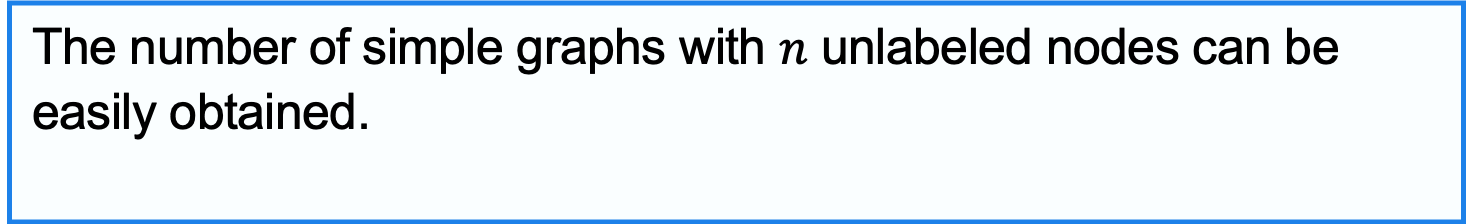 The number of simple graphs with n unlabeled nodes can be
easily obtained.